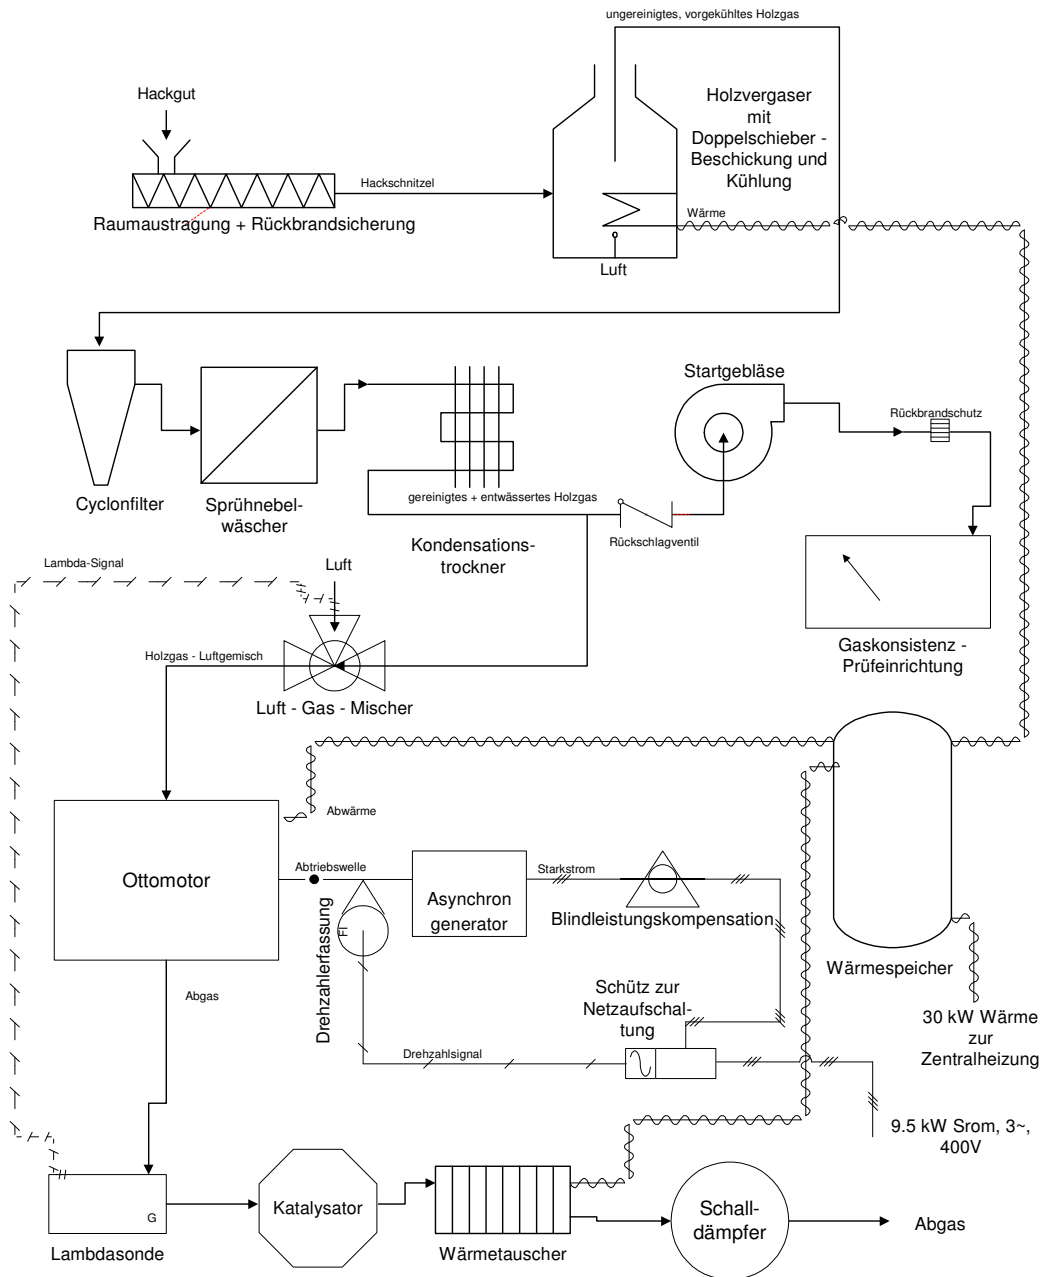 ungereinigtes, vorgekühltes Holzgas
Hackgut
Holzvergaser
mit
Doppelschieber -
Beschickung und
Kühlung
Hackschnitzel
Raumaustragung + Rückbrandsicherung
Wärme
Luft
Startgebläse
Rückbrandschutz
Cyclonfilter
Sprühnebel-
wäscher
gereinigtes + entwässertes Holzgas
Kondensations-
trockner
Rückschlagventil
Lambda-Signal
Luft
Gaskonsistenz -
Prüfeinrichtung
Holzgas - Luftgemisch
Luft - Gas - Mischer
Abwärme
Ottomotor
Abtriebswelle
Drehzahlerfassung
FI
Asynchron
generator
Starkstrom
Blindleistungskompensation
Wärmespeicher
Abgas
Schütz zur
Netzaufschal-
tung
30 kW Wärme
zur
Zentralheizung
Drehzahlsignal
9.5 kW Srom, 3~,
400V
G
Lambdasonde
Katalysator
Wärmetauscher
Schall-
dämpfer
Abgas